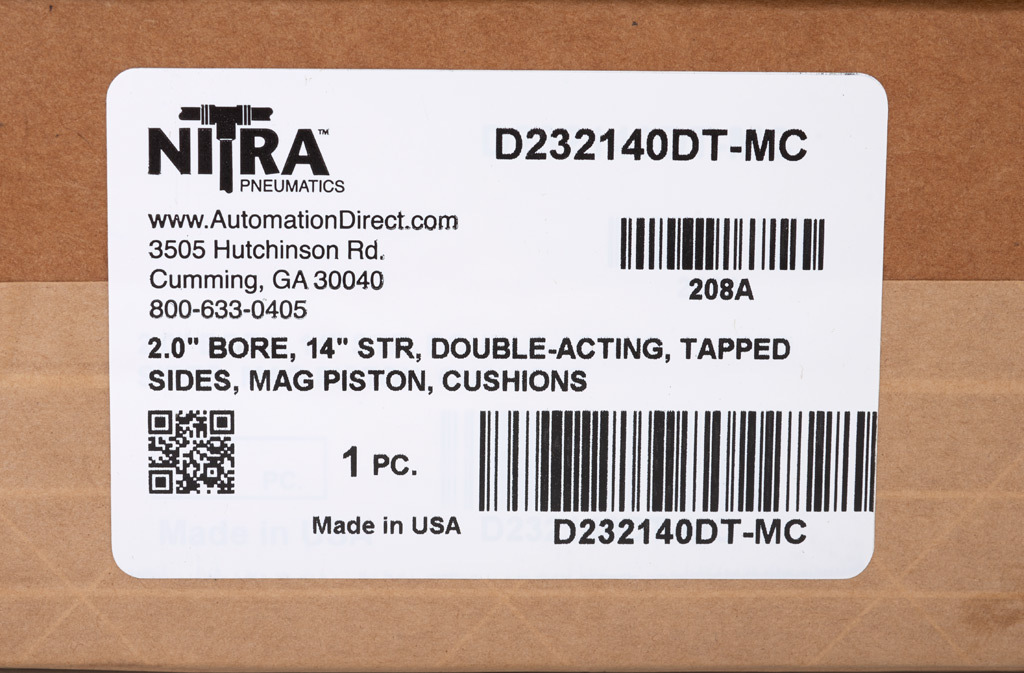 NITRA™
PNEUMATICS
D232140DT-MC
www.AutomationDirect.com
3505 Hutchinson Rd.
Cumming, GA 30040
800-633-0405
208A
2.0" BORE, 14" STR, DOUBLE-ACTING, TAPPED
SIDES, MAG PISTON, CUSHIONS
1 PC.
Made in USA
D232140DT-MC